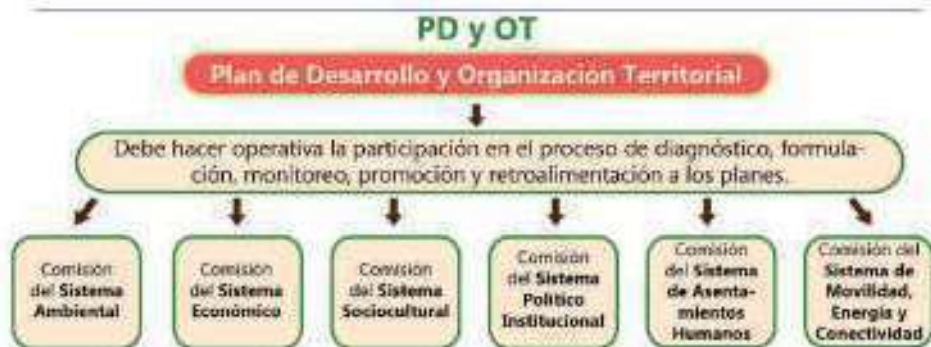 PD y OT
Plan de Desarrollo y Organización Territorial
Debe hacer operativa la participación en el proceso de diagnóstico, formula-
ción, monitoreo, promoción y retroalimentación a los planes.
Comisión
del Sistema
Ambiental
Comisión
del Sistema
Económico
Comisión
del Sistema
Sociocultural
Comisión
del Sistema
Político
Institucional
Comisión
del Sistema
de Asenta-
mientos
Humanos
Comisión del
Sistema de
Movilidad,
Energía y
Conectividad